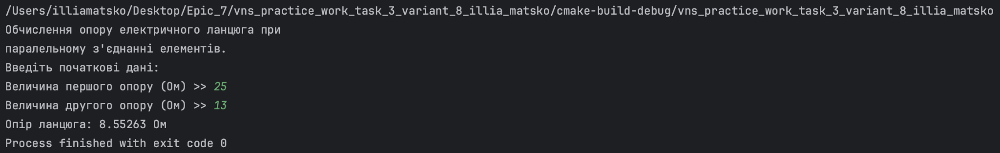 /Users/illiamatsko/Desktop/Epic_7/vns_practice_work_task_3_variant_8_illia_matsko/cmake-build-debug/vns_practice_work_task_3_variant_8_illia_matsko
Обчислення опору електричного ланцюга при
паралельному з'єднанні елементів.
Введіть початкові дані:
Величина першого опору (Ом) >> 25
Величина другого опору (Ом) >> 13
Опір ланцюга: 8.55263 Ом
Process finished with exit code 0